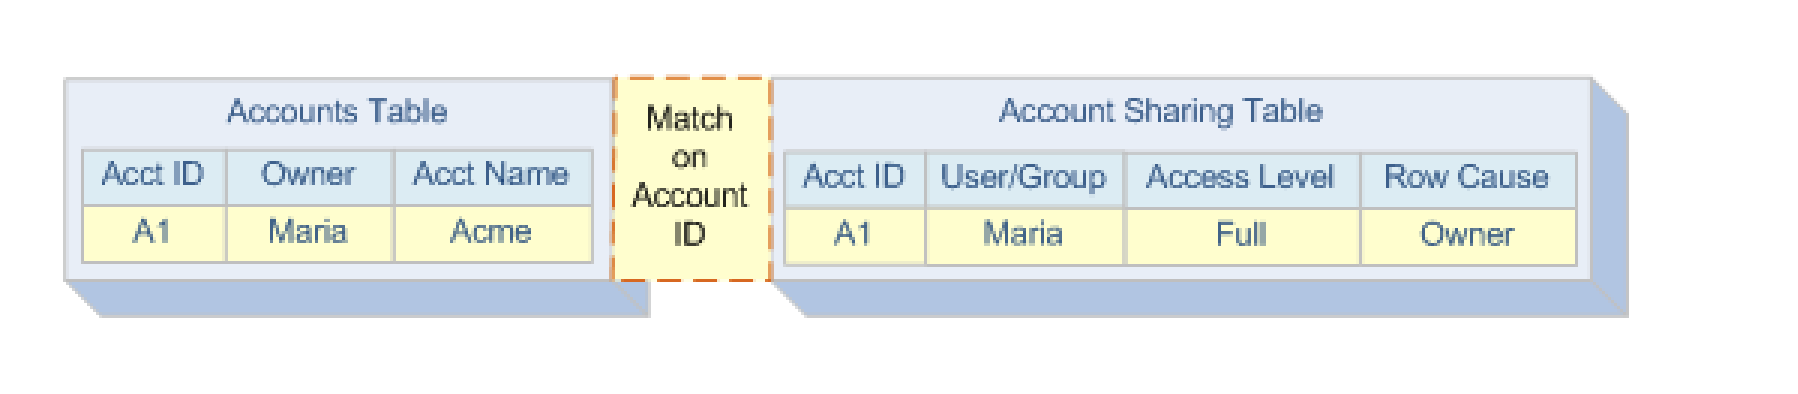 Accounts Table
Acct ID Owner Acct Name
A1 Maria Acme
Match
on
Account
ID
Account Sharing Table
Acct ID User/Group Access Level Row Cause
A1 Maria Full Owner